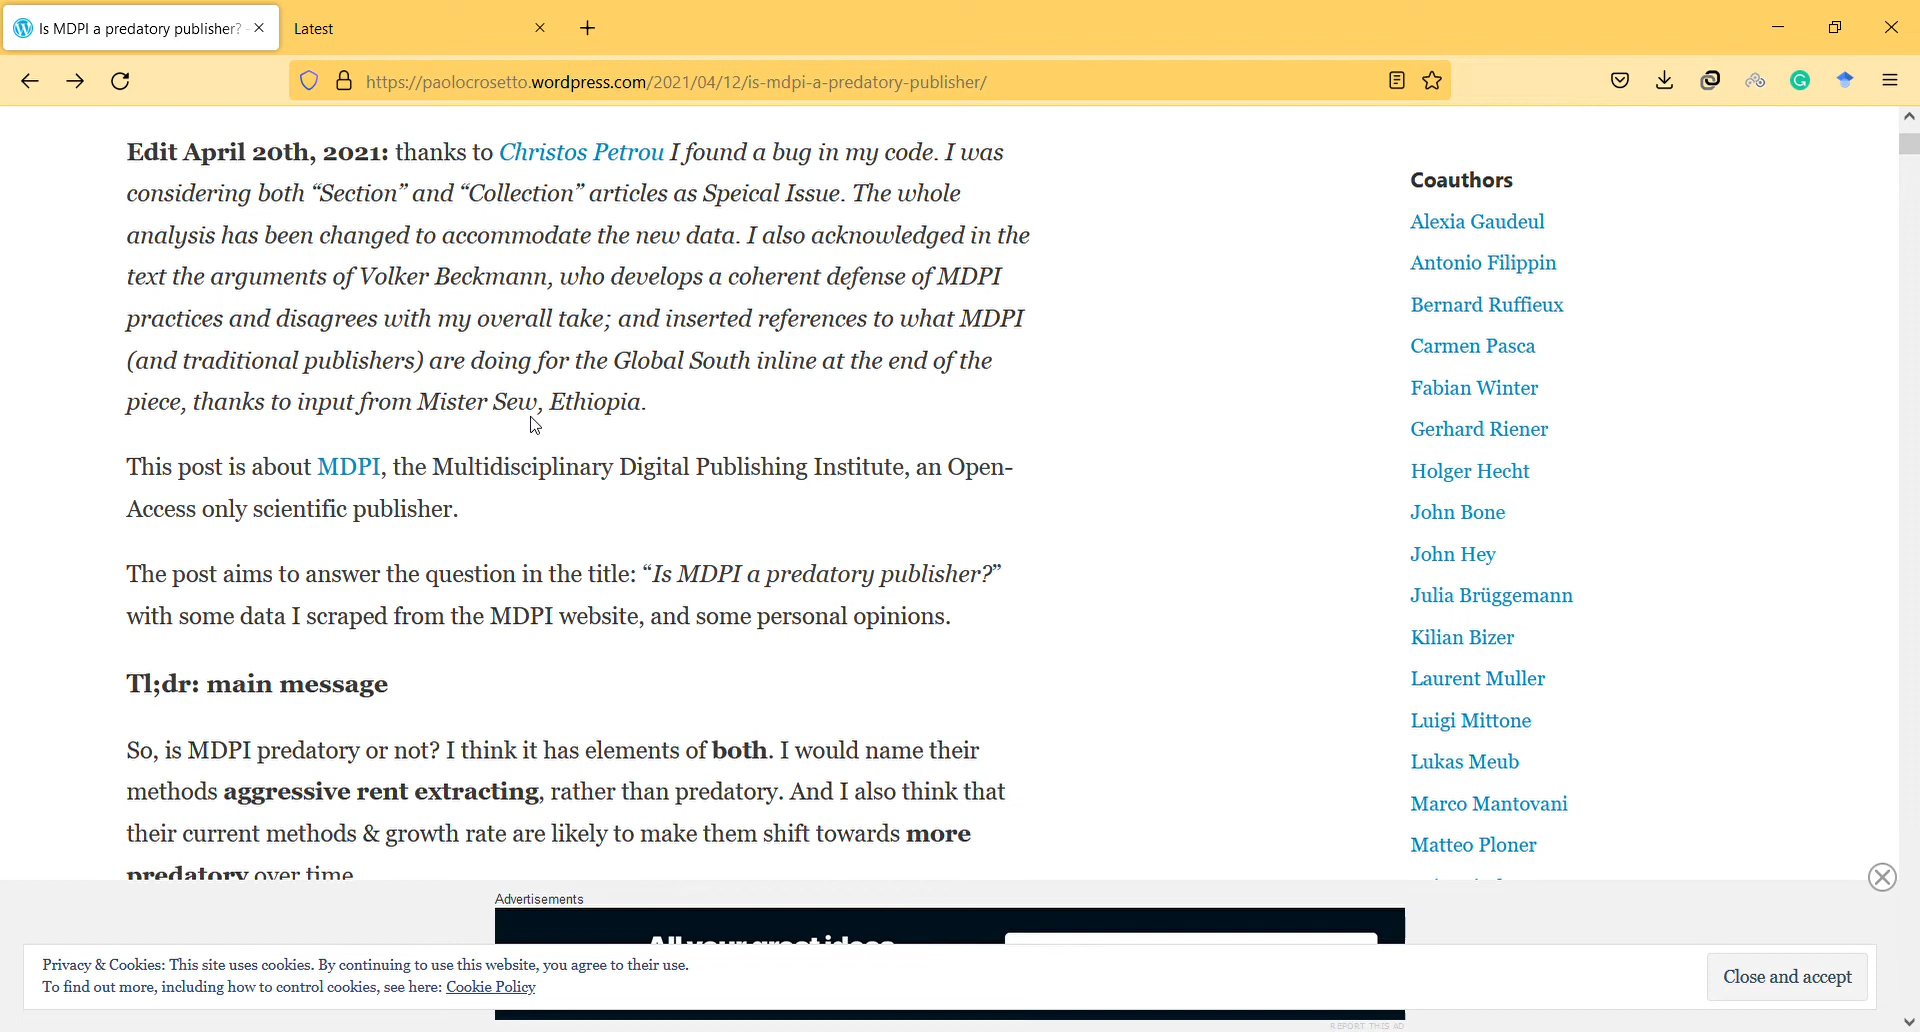 Is MDPI a predatory publisher? -
Latest
https://paolocrosetto.wordpress.com/2021/04/12/is-mdpi-a-predatory-publisher/
Edit April 20th, 2021: thanks to Christos Petrou I found a bug in my code. I was
considering both “Section” and “Collection” articles as Speical Issue. The whole
analysis has been changed to accommodate the new data. I also acknowledged in the
text the arguments of Volker Beckmann, who develops a coherent defense of MDPI
practices and disagrees with my overall take; and inserted references to what MDPI
(and traditional publishers) are doing for the Global South inline at the end of the
piece, thanks to input from Mister Sew, Ethiopia.
This post is about MDPI, the Multidisciplinary Digital Publishing Institute, an Open-
Access only scientific publisher.
The post aims to answer the question in the title: “Is MDPI a predatory publisher?”
with some data I scraped from the MDPI website, and some personal opinions.
Tl;dr: main message
So, is MDPI predatory or not? I think it has elements of both. I would name their
methods aggressive rent extracting, rather than predatory. And I also think that
their current methods & growth rate are likely to make them shift towards more
predatory over time
Coauthors
Alexia Gaudeul
Antonio Filippin
Bernard Ruffieux
Carmen Pasca
Fabian Winter
Gerhard Riener
Holger Hecht
John Bone
John Hey
Julia Brüggemann
Kilian Bizer
Laurent Muller
Luigi Mittone
Lukas Meub
Marco Mantovani
Matteo Ploner
Advertisements
All your great ideas
Privacy & Cookies: This site uses cookies. By continuing to use this website, you agree to their use.
To find out more, including how to control cookies, see here: Cookie Policy
Close and accept
REPORT THIS AD